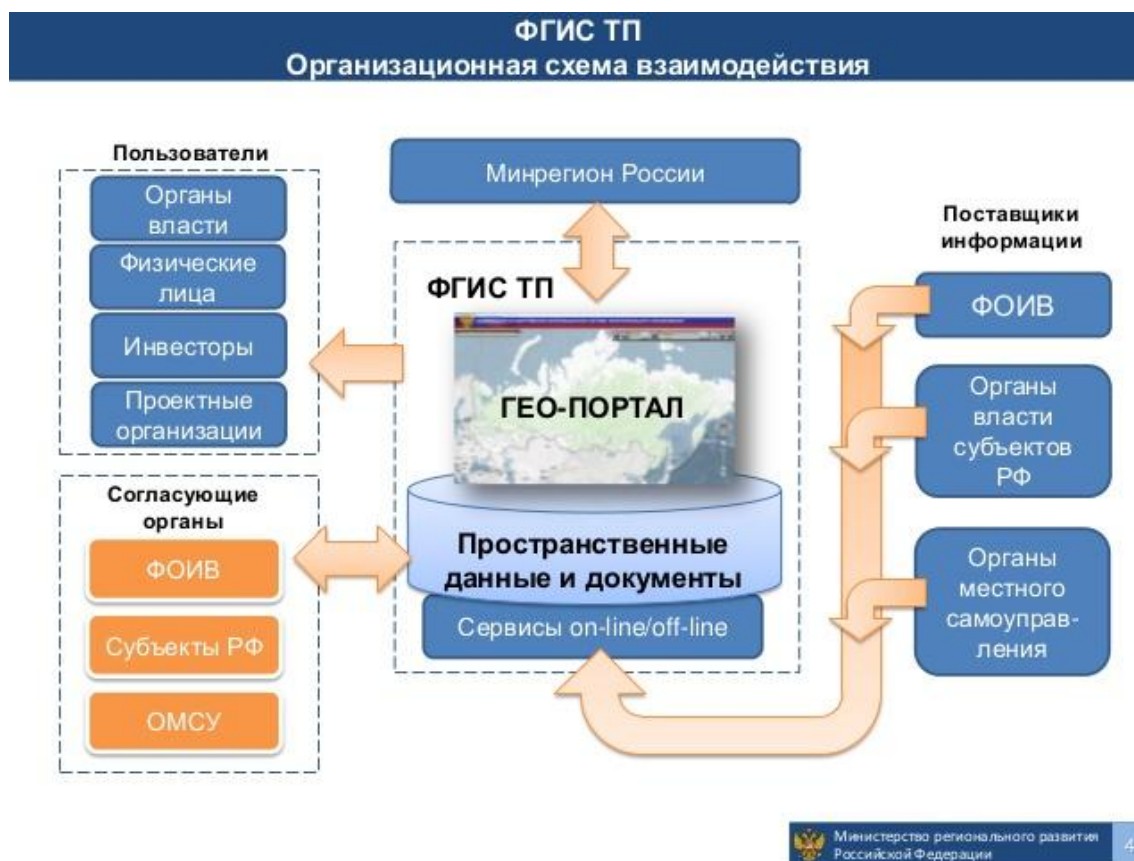 ФГИС ТП
Организационная схема взаимодействия
Пользователи
Органы
власти
Физические
лица
Инвесторы
Проектные
организации
Согласующие
органы
ФОИВ
Субъекты РФ
ОМСУ
Минрегион России
ФГИС ТП
ГЕО-ПОРТАЛ
Пространственные
данные и документы
Сервисы on-line/off-line
Поставщики
информации
ФОИВ
Органы
власти
субъектов
РФ
Органы
местного
самоуправ-
ления
Министерство регионального развития
Российской Федерации
4